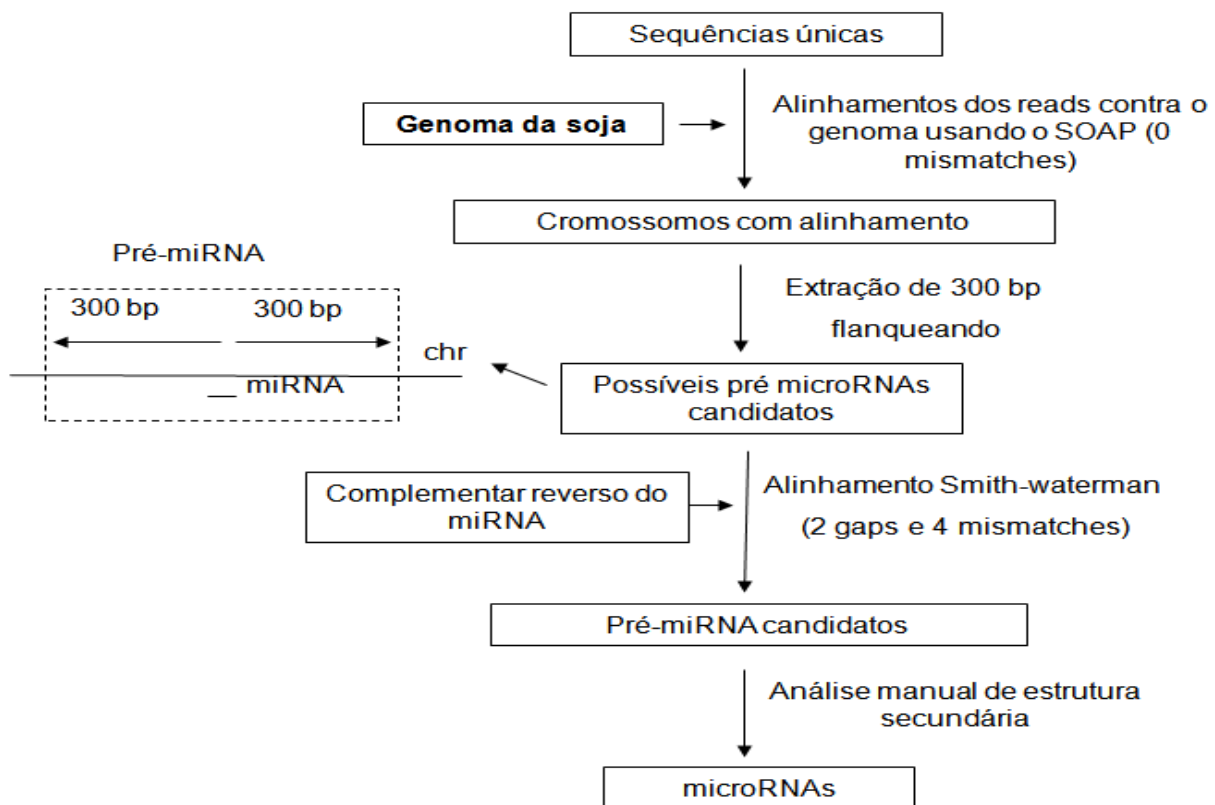 Sequências únicas
Genoma da soja
Alinhamentos dos reads contra o
genoma usando o SOAP (0
mismatches)
Cromossomos com alinhamento
Pré-miRNA
300 bp 300 bp
chr
miRNA
Extração de 300 bp
flanqueando
Possíveis pré microRNAs
candidatos
Complementar reverso do
miRNA
Alinhamento Smith-waterman
(2 gaps e 4 mismatches)
Pré-miRNA candidatos
Análise manual de estrutura
secundária
microRNAs